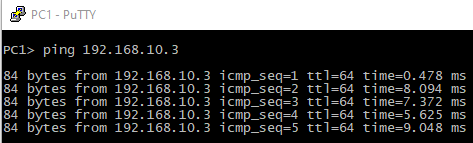 PC1 - PuTTY
PC1> ping 192.168.10.3
84 bytes from 192.168.10.3 icmp_seq=1 ttl=64 time=0.478 ms
84 bytes from 192.168.10.3 icmp_seq=2 ttl=64 time=8.094 ms
84 bytes from 192.168.10.3 icmp_seq=3 ttl=64 time=7.372 ms
84 bytes from 192.168.10.3 icmp_seq=4 ttl=64 time=5.625 ms
84 bytes from 192.168.10.3 icmp_seq=5 ttl=64 time=9.048 ms